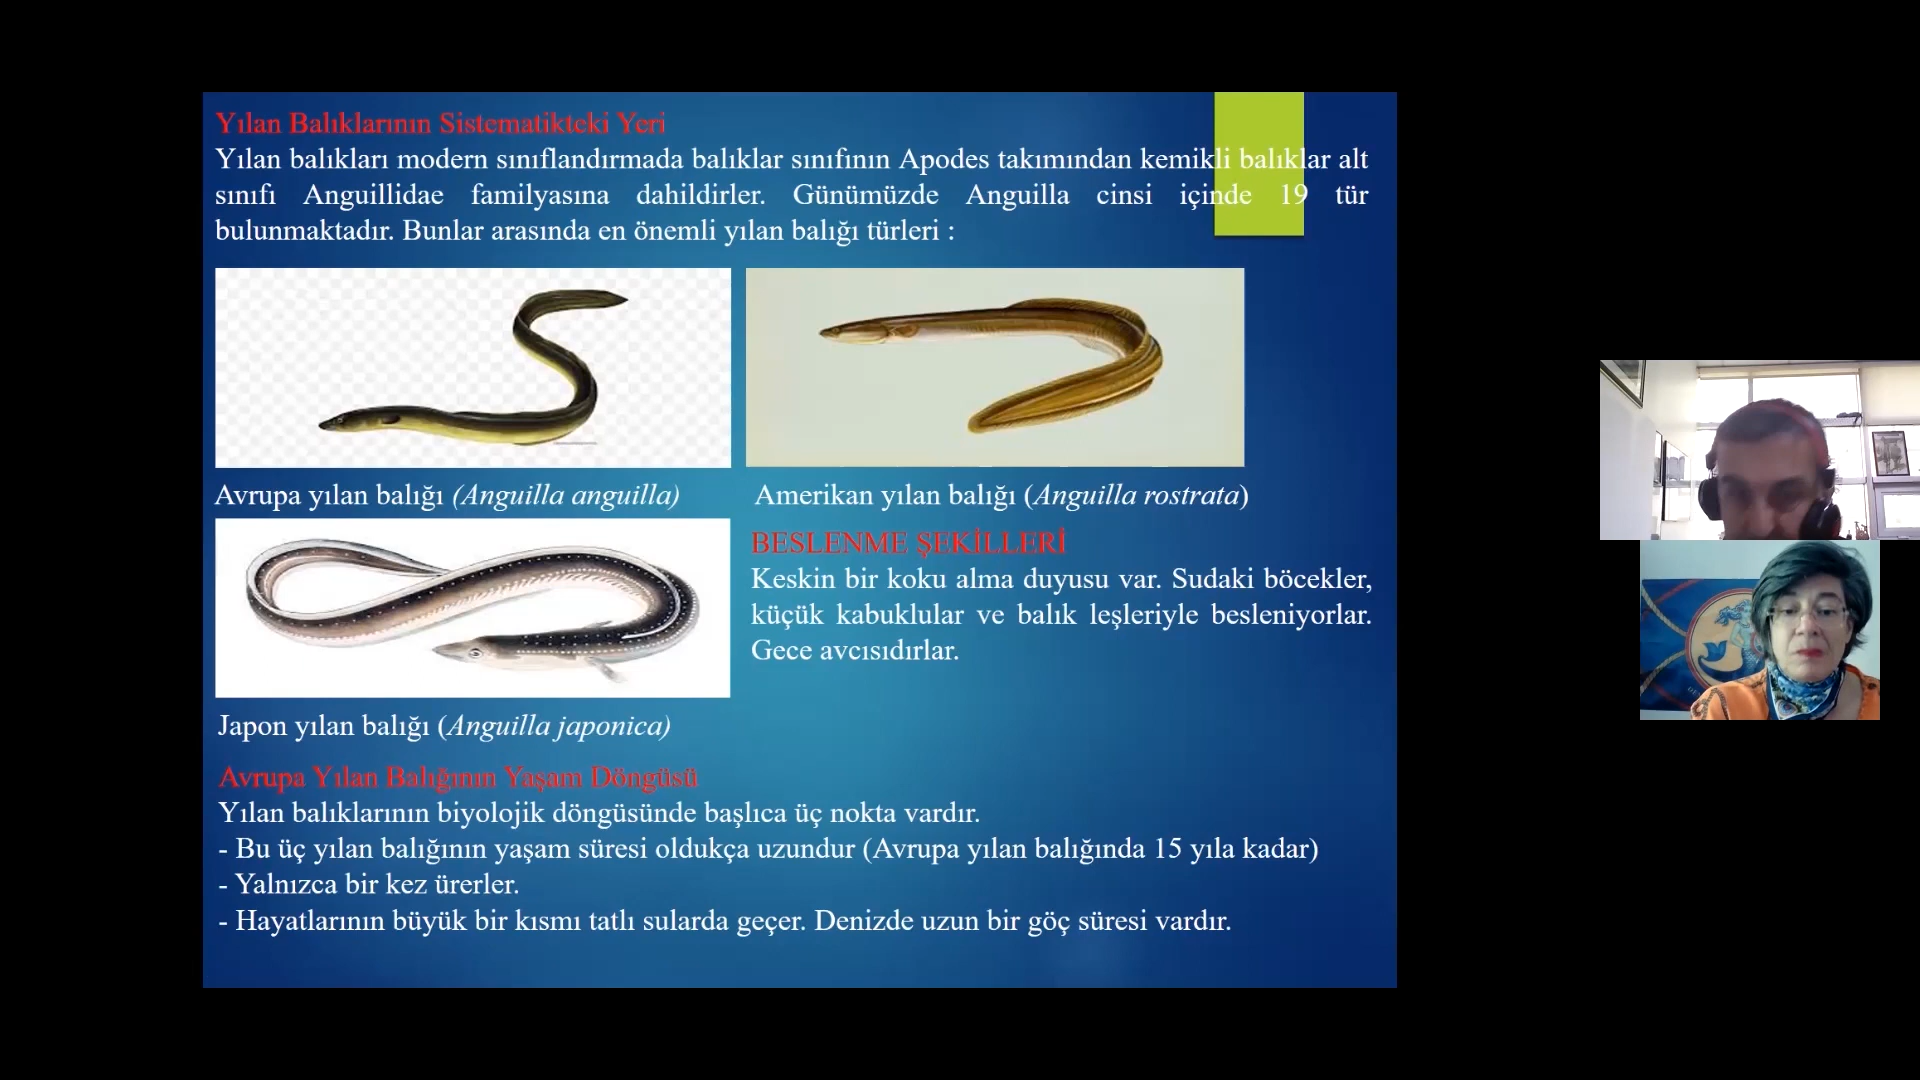 Yılan Balıklarının Sistematikteki Yeri
Yılan balıkları modern sınıflandırmada balıklar sınıfının Apodes takımından kemikli balıklar alt
sınıfı Anguillidae familyasına dahildirler. Günümüzde Anguilla cinsi içinde 19 tür
bulunmaktadır. Bunlar arasında en önemli yılan balığı türleri :
Avrupa yılan balığı (Anguilla anguilla)
Amerikan yılan balığı (Anguilla rostrata)
BESLENME ŞEKİLLERİ
Keskin bir koku alma duyusu var. Sudaki böcekler,
küçük kabuklular ve balık leşleriyle besleniyorlar.
Gece avcısıdırlar.
Japon yılan balığı (Anguilla japonica)
Avrupa Yılan Balığının Yaşam Döngüsü
Yılan balıklarının biyolojik döngüsünde başlıca üç nokta vardır.
- Bu üç yılan balığının yaşam süresi oldukça uzundur (Avrupa yılan balığında 15 yıla kadar)
- Yalnızca bir kez ürerler.
- Hayatlarının büyük bir kısmı tatlı sularda geçer. Denizde uzun bir göç süresi vardır.